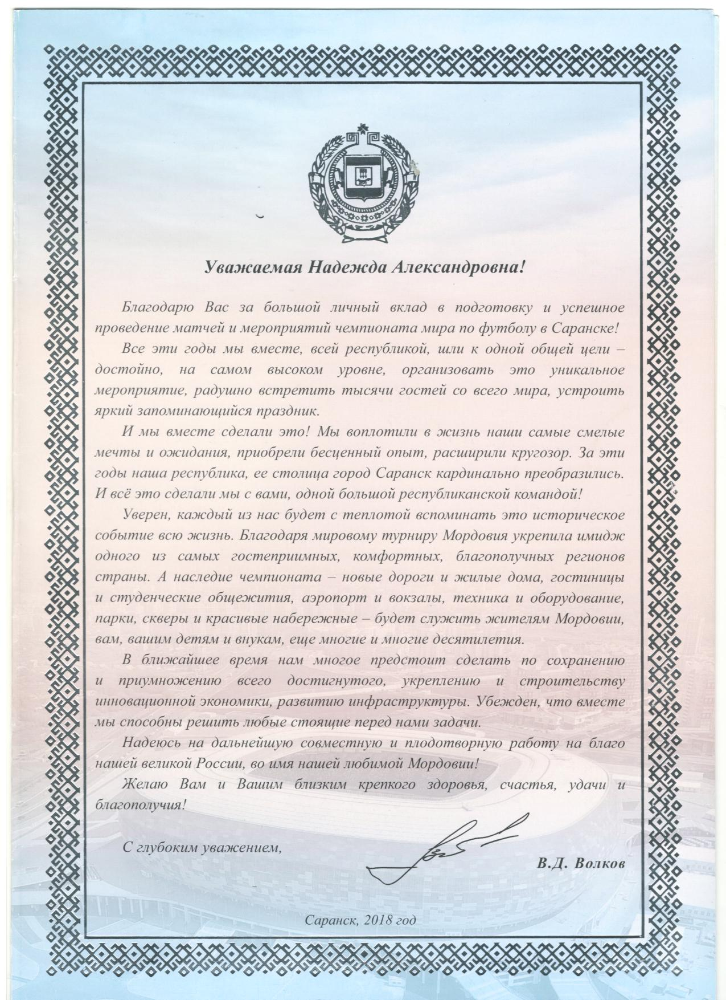 Уважаемая Надежда Александровна!
Благодарю Вас за большой личный вклад в подготовку и успешное
проведение матчей и мероприятий чемпионата мира по футболу в Саранске!
Все эти годы мы вместе, всей республикой, шли к одной общей цели –
достойно, на самом высоком уровне, организовать это уникальное
мероприятие, радушно встретить тысячи гостей со всего мира, устроить
яркий запоминающийся праздник.
И мы вместе сделали это! Мы воплотили в жизнь наши самые смелые
мечты и ожидания, приобрели бесценный опыт, расширили кругозор. За эти
годы наша республика, ее столица город Саранск кардинально преобразились.
И всё это сделали мы с вами, одной большой республиканской командой!
Уверен, каждый из нас будет с теплотой вспоминать это историческое
событие всю жизнь. Благодаря мировому турниру Мордовия укрепила имидж
одного из самых гостеприимных, комфортных, благополучных регионов
страны. А наследие чемпионата – новые дороги и жилые дома, гостиницы
и студенческие общежития, аэропорт и вокзалы, техника и оборудование,
парки, скверы и красивые набережные – будет служить жителям Мордовии,
вам, вашим детям и внукам, еще многие и многие десятилетия.
В ближайшее время нам многое предстоит сделать по сохранению
и приумножению всего достигнутого, укреплению и строительству
инновационной экономики, развитию инфраструктуры. Убежден, что вместе
мы способны решить любые стоящие перед нами задачи.
Надеюсь на дальнейшую совместную и плодотворную работу на благо
нашей великой России, во имя нашей любимой Мордовии!
Желаю Вам и Вашим близким крепкого здоровья, счастья, удачи и
благополучия!
С глубоким уважением,
В.Д. Волков
Саранск, 2018 год